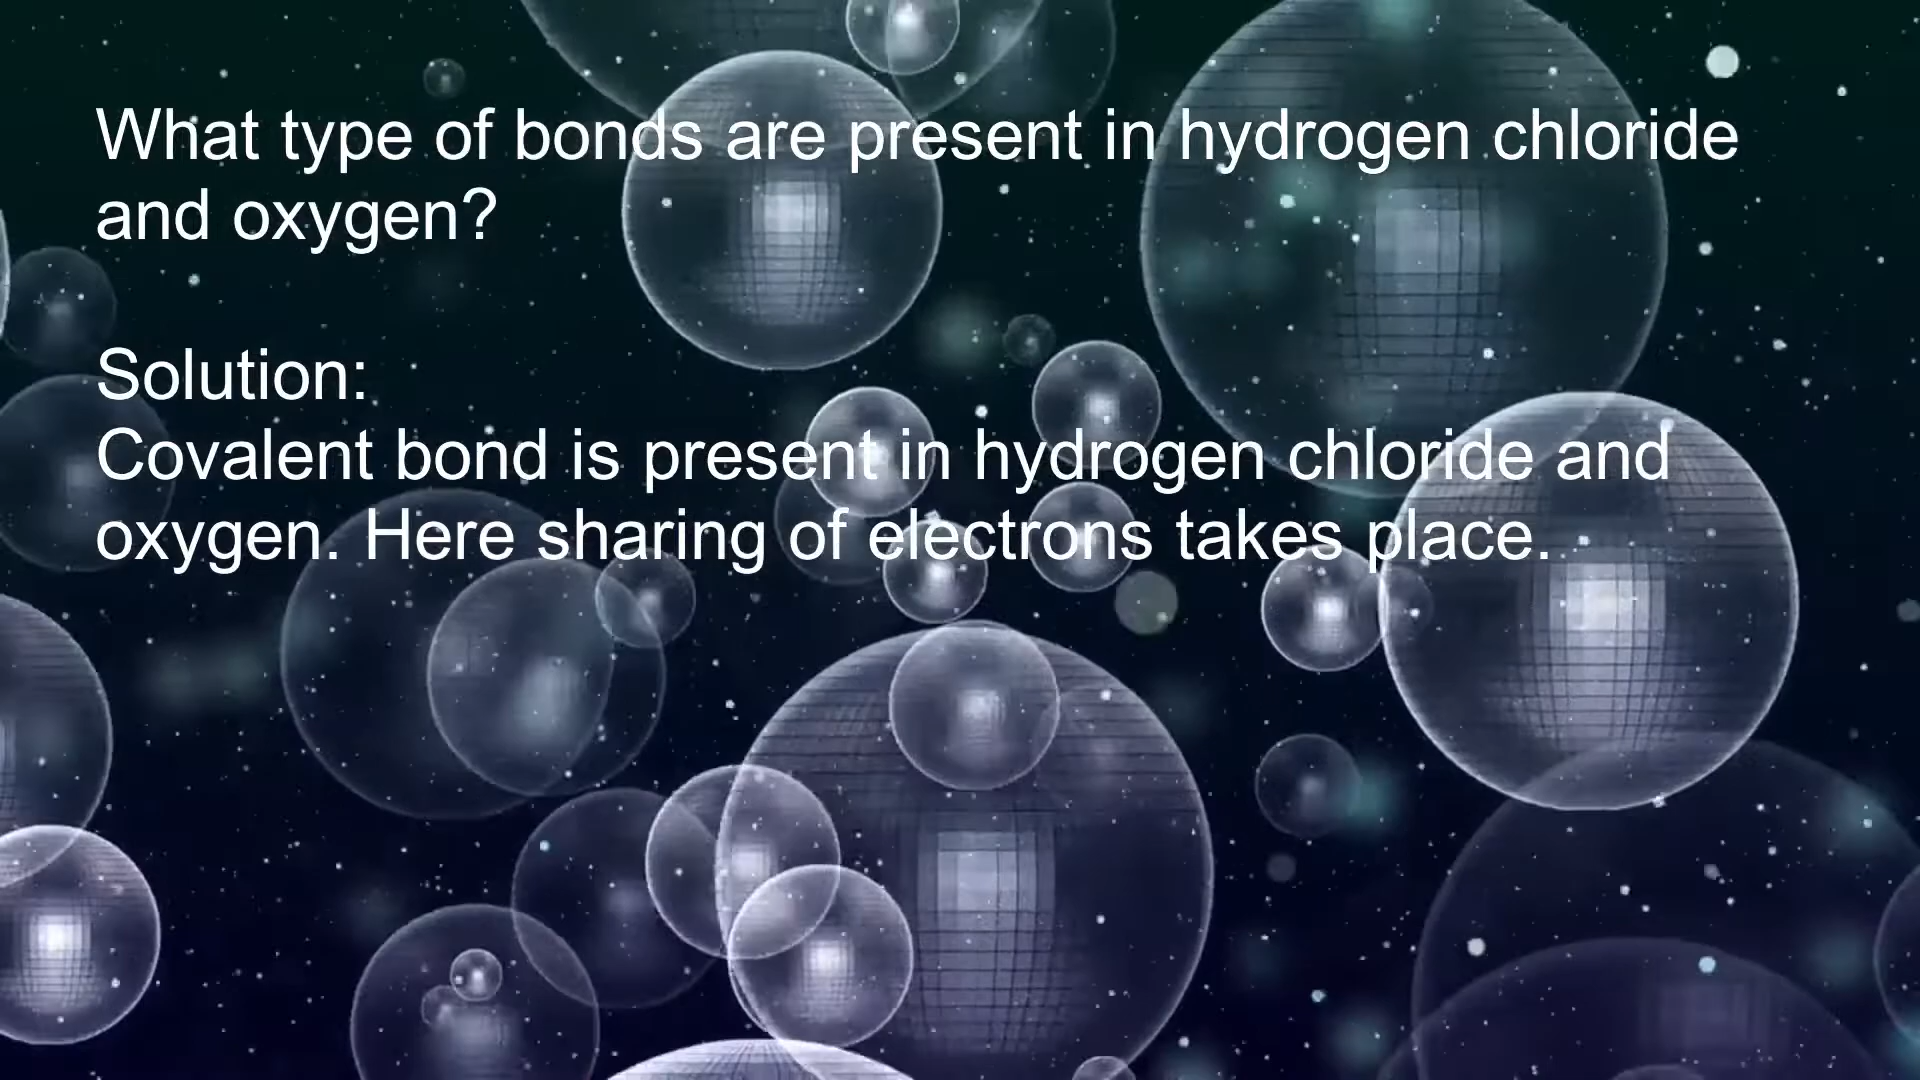 What type of bonds are present in hydrogen chloride
and oxygen?
Solution:
Covalent bond is present in hydrogen chloride and
oxygen. Here sharing of electrons takes place.